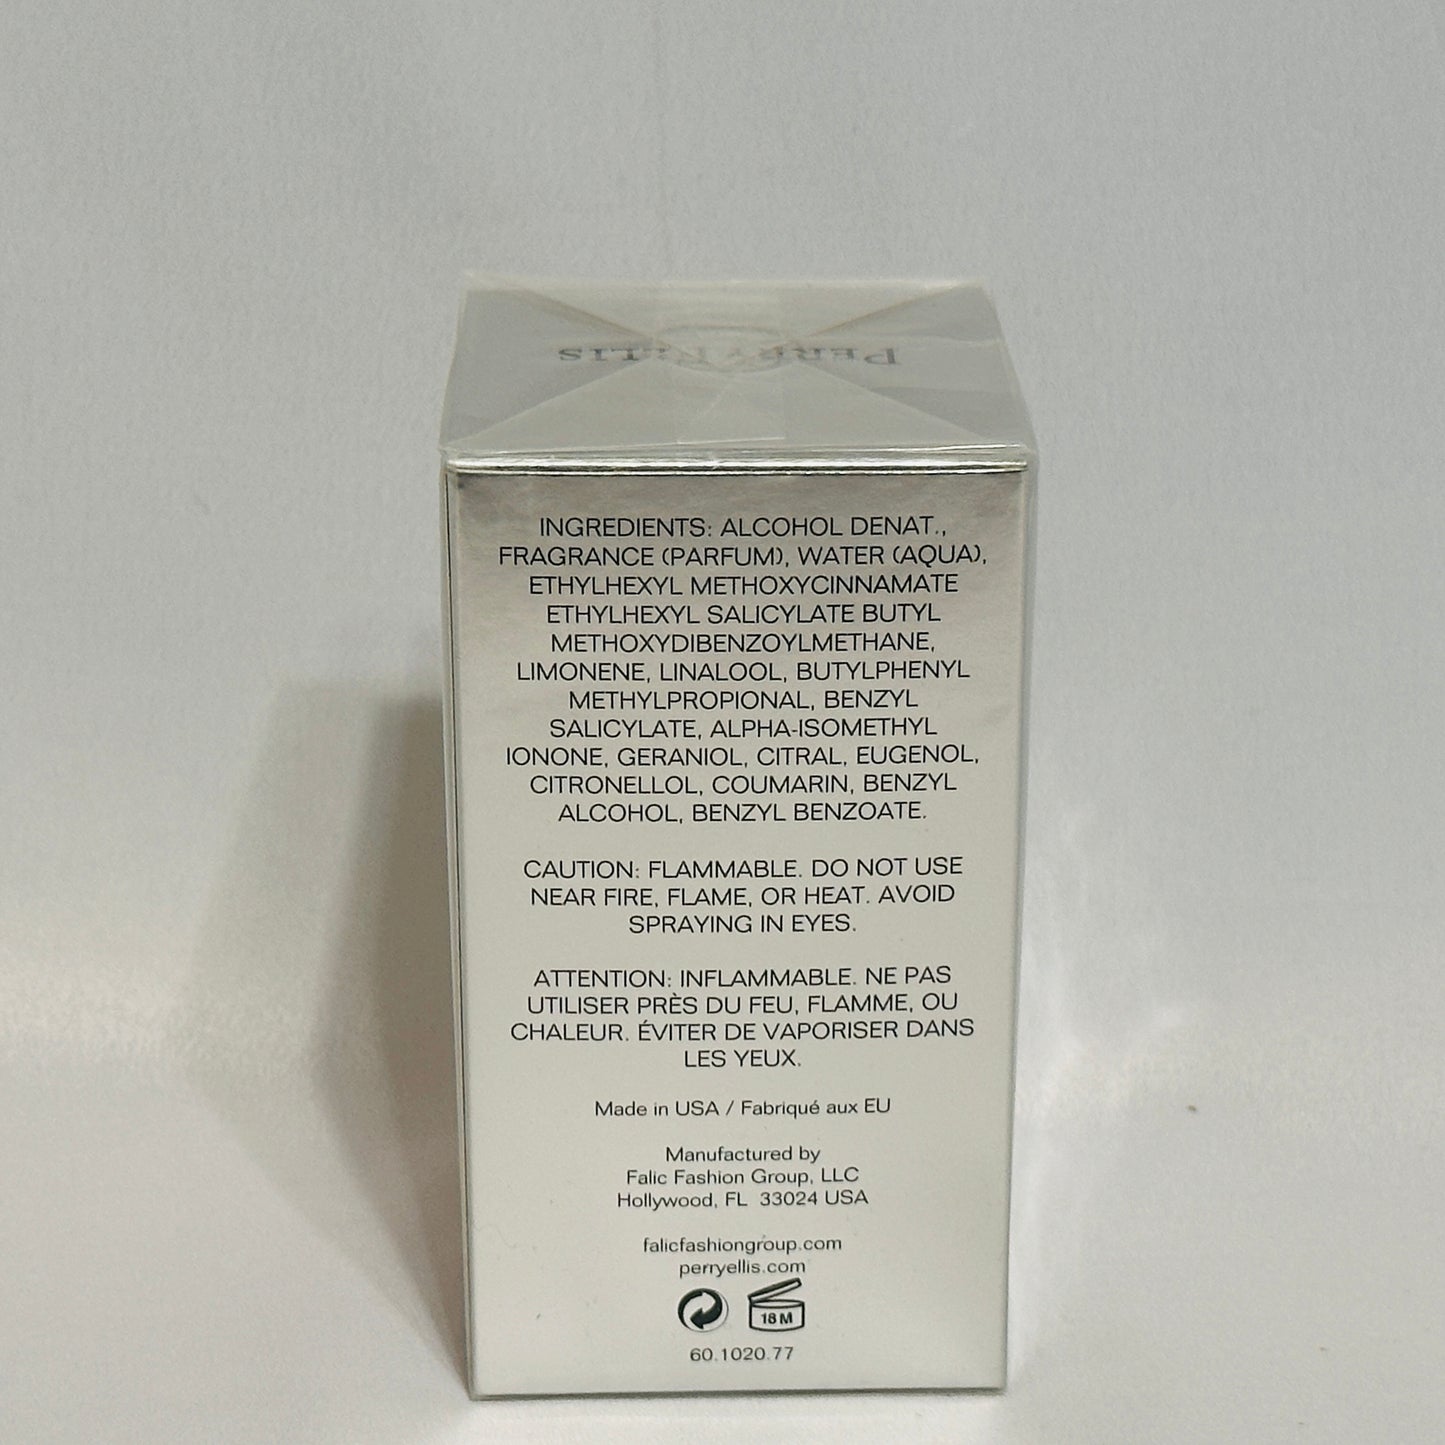 PERRY ELLIS
INGREDIENTS: ALCOHOL DENAT.,
FRAGRANCE (PARFUM), WATER (AQUA),
ETHYLHEXYL METHOXYCINNAMATE
ETHYLHEXYL SALICYLATE BUTYL
METHOXYDIBENZOYLMETHANE,
LIMONENE, LINALOOL, BUTYLPHENYL
METHYLPROPIONAL, BENZYL
SALICYLATE, ALPHA-ISOMETHYL
IONONE, GERANIOL, CITRAL, EUGENOL,
CITRONELLOL, COUMARIN, BENZYL
ALCOHOL, BENZYL BENZOATE.
CAUTION: FLAMMABLE. DO NOT USE
NEAR FIRE, FLAME, OR HEAT. AVOID
SPRAYING IN EYES.
ATTENTION: INFLAMMABLE. NE PAS
UTILISER PRÈS DU FEU, FLAMME, OU
CHALEUR. ÉVITER DE VAPORISER DANS
LES YEUX.
Made in USA / Fabriqué aux EU
Manufactured by
Falic Fashion Group, LLC
Hollywood, FL 33024 USA
falicfashiongroup.com
perryellis.com
18 M
60.1020.77